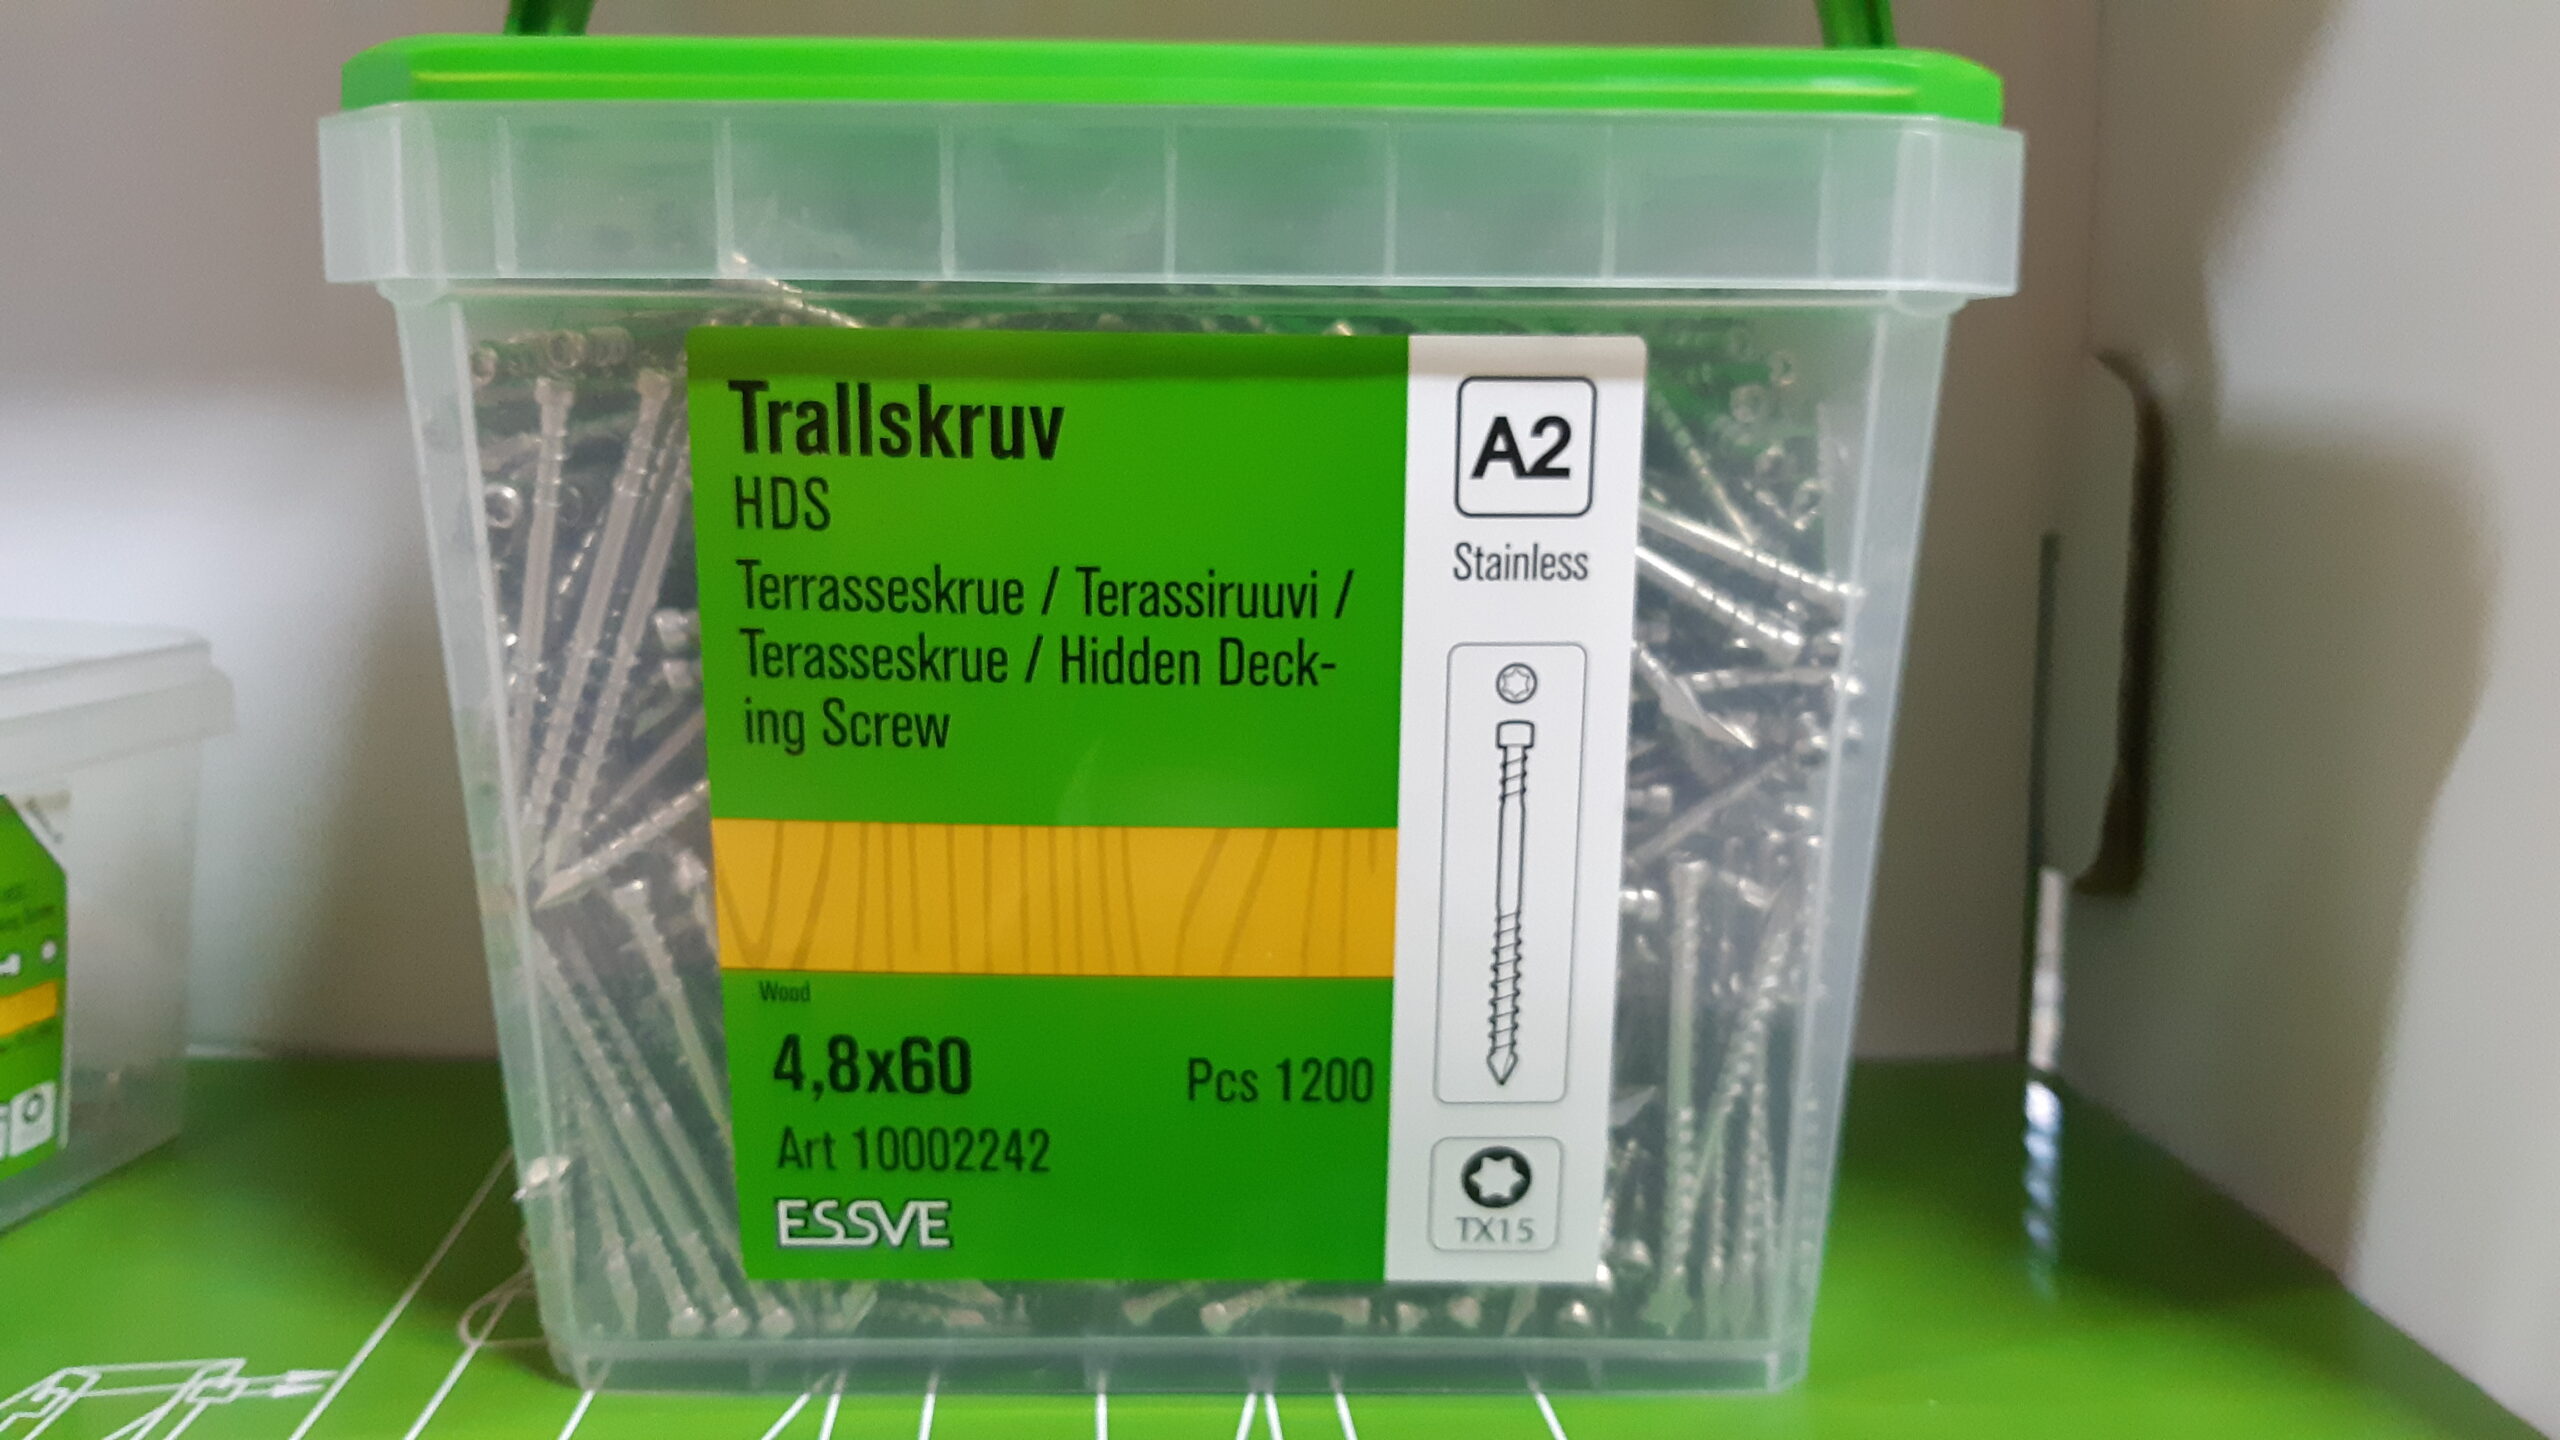 Trallskruv
HDS
Terrasseskrue / Terassiruuvi /
Terasseskrue / Hidden Deck-
ing Screw
Wood
4,8x60
Pcs 1200
Art 10002242
ESSVE
A2
Stainless
TX15